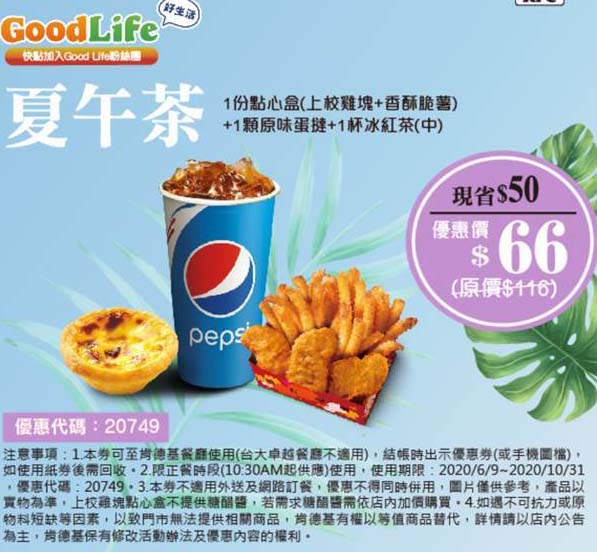 好生活
GoodLife
快點加入Good Life粉絲團
夏午茶
1份點心盒(上校雞塊+香酥脆薯)
+1顆原味蛋撻+1杯冰紅茶(中)
現省$50
優惠價
$66
(原價$116)
pepsi
優惠代碼：20749
注意事項：1.本券可至肯德基餐廳使用(台大卓越餐廳不適用)，結帳時出示優惠券(或手機圖檔)，
如使用紙券後需回收。2.限正餐時段(10:30AM起供應)使用，使用期限：2020/6/9~2020/10/31
，優惠代碼：20749。3.本券不適用外送及網路訂餐，優惠不得同時併用，圖片僅供參考，產品以
實物為準，上校雞塊點心盒不提供糖醋醬，若需求糖醋醬需依店內加價購買。4.如遇不可抗力或原
物料短缺等因素，以致門市無法提供相關商品，肯德基有權以等值商品替代，詳情請以店內公告
為主，肯德基保有修改活動辦法及優惠內容的權利。